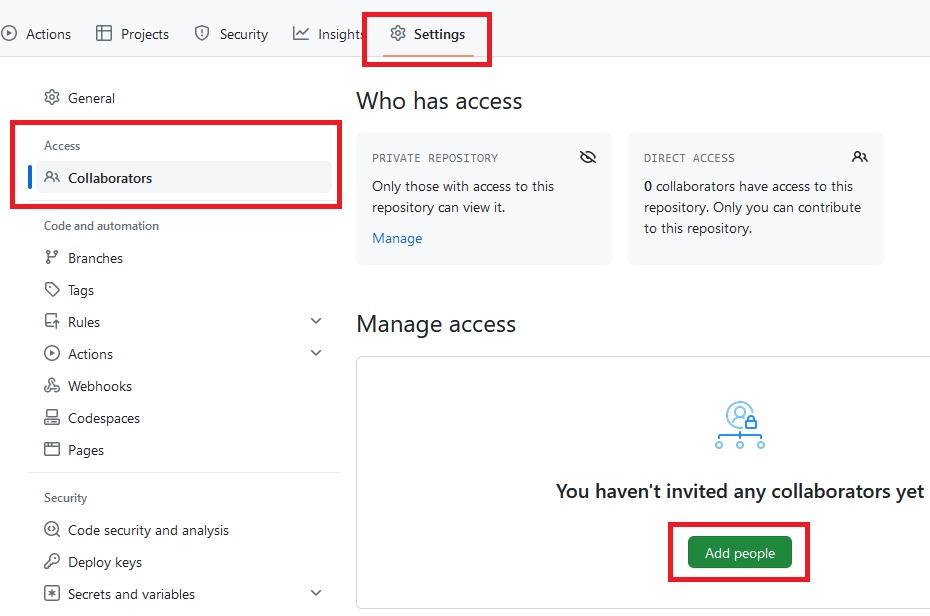 Actions Projects Security Insights Settings
General
Access
Collaborators
Code and automation
Branches
Tags
Rules
Actions
Webhooks
Codespaces
Pages
Security
Code security and analysis
Deploy keys
Secrets and variables
Who has access
PRIVATE REPOSITORY
Only those with access to this
repository can view it.
Manage
DIRECT ACCESS
0 collaborators have access to this
repository. Only you can contribute
to this repository.
Manage access
You haven't invited any collaborators yet
Add people